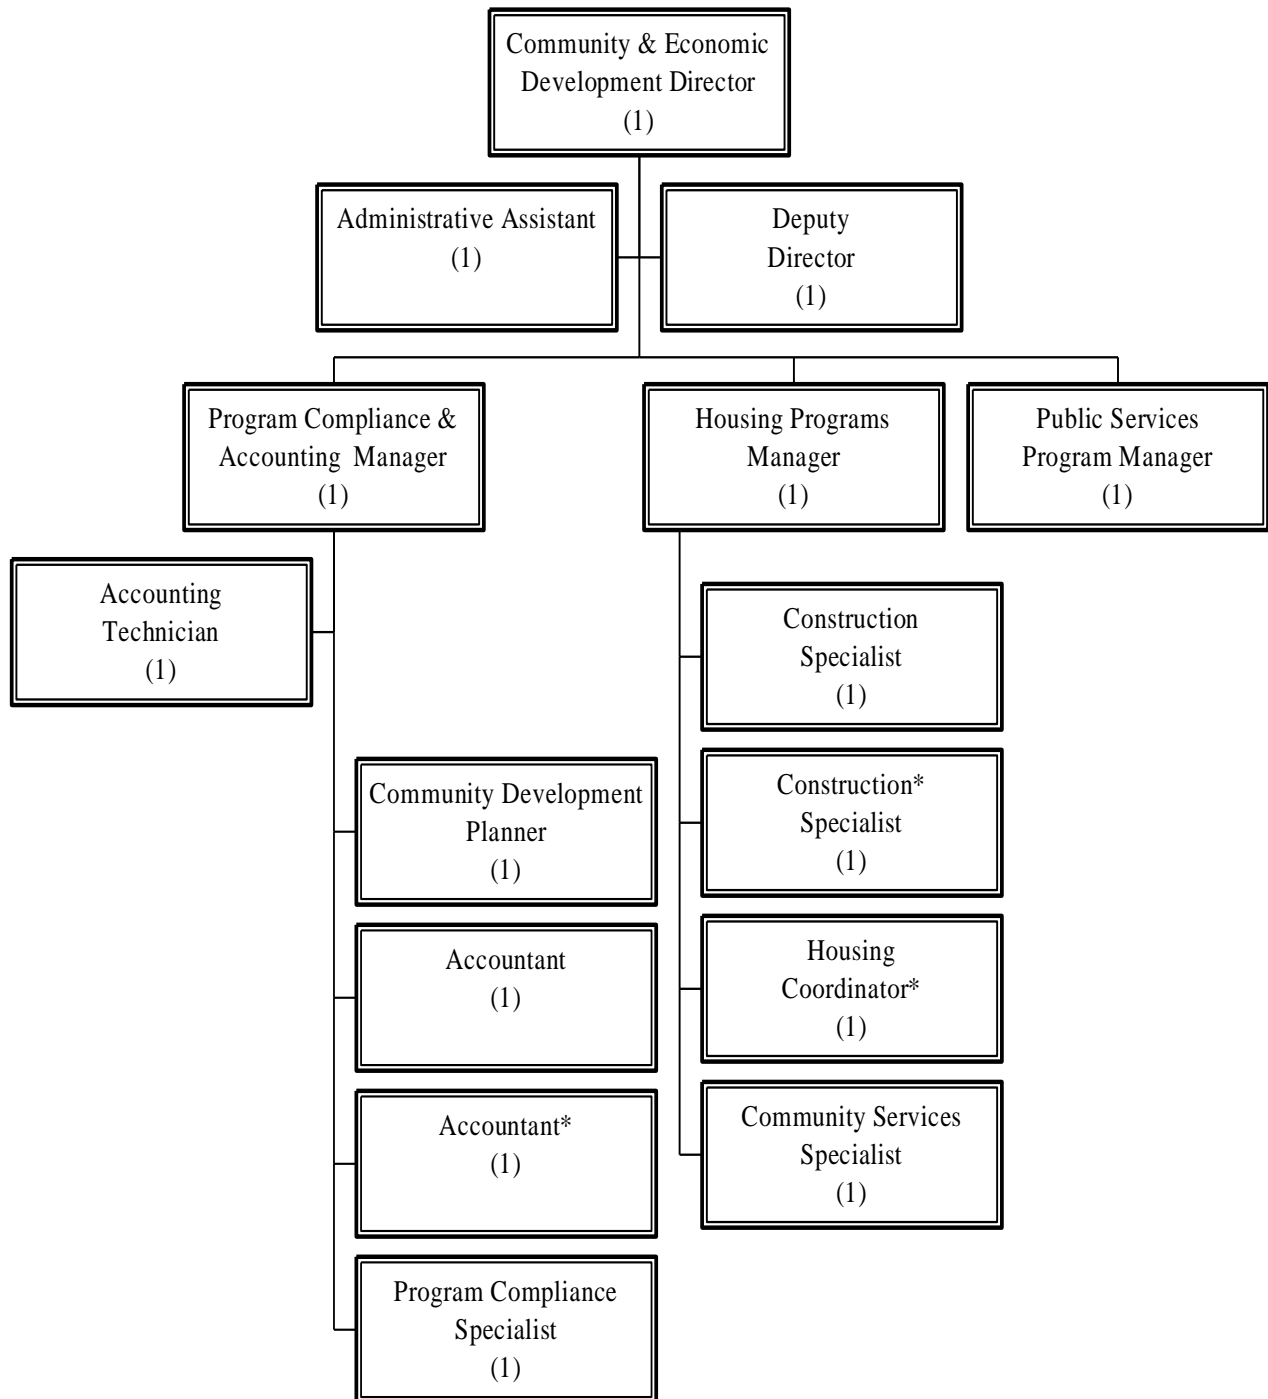 Community & Economic
Development Director
(1)
Administrative Assistant
(1)
Deputy
Director
(1)
Program Compliance &
Accounting Manager
(1)
Housing Programs
Manager
(1)
Public Services
Program Manager
(1)
Accounting
Technician
(1)
Community Development
Planner
(1)
Accountant
(1)
Accountant*
(1)
Program Compliance
Specialist
(1)
Construction
Specialist
(1)
Construction*
Specialist
(1)
Housing
Coordinator*
(1)
Community Services
Specialist
(1)